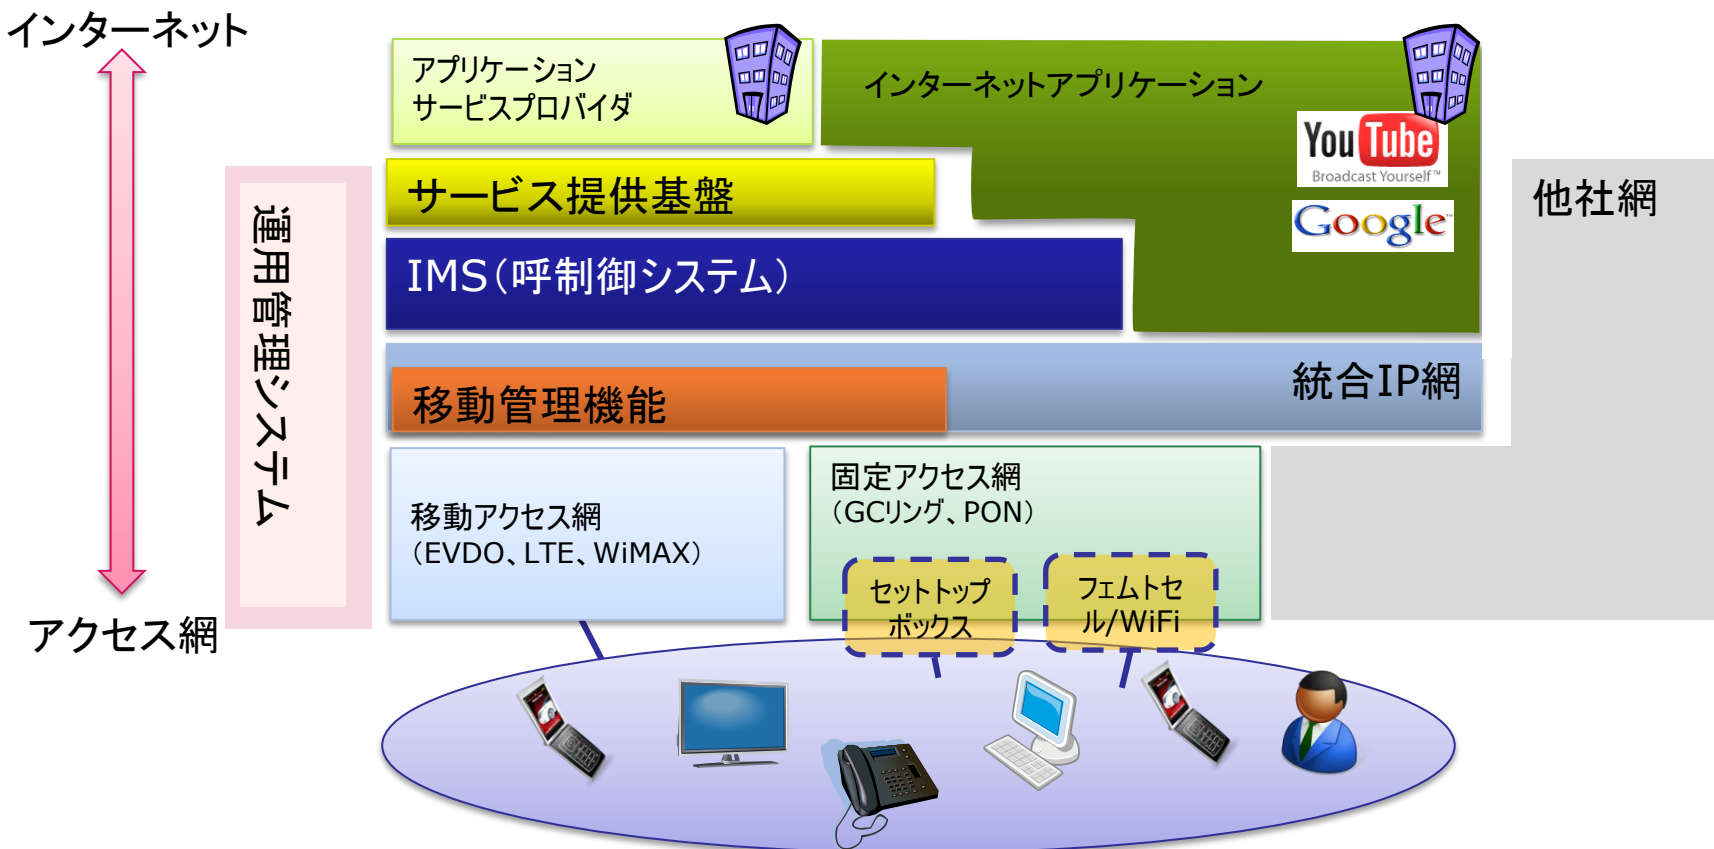 インターネット
アプリケーション
サービスプロバイダ
インターネットアプリケーション
YouTube
Broadcast Yourself™
Google™
サービス提供基盤
他社網
運用管理システム
IMS（呼制御システム）
統合IP網
移動管理機能
移動アクセス網
（EVDO、LTE、WiMAX）
固定アクセス網
（GCリング、PON）
セットトップ
ボックス
フェムトセ
ル/WiFi
アクセス網